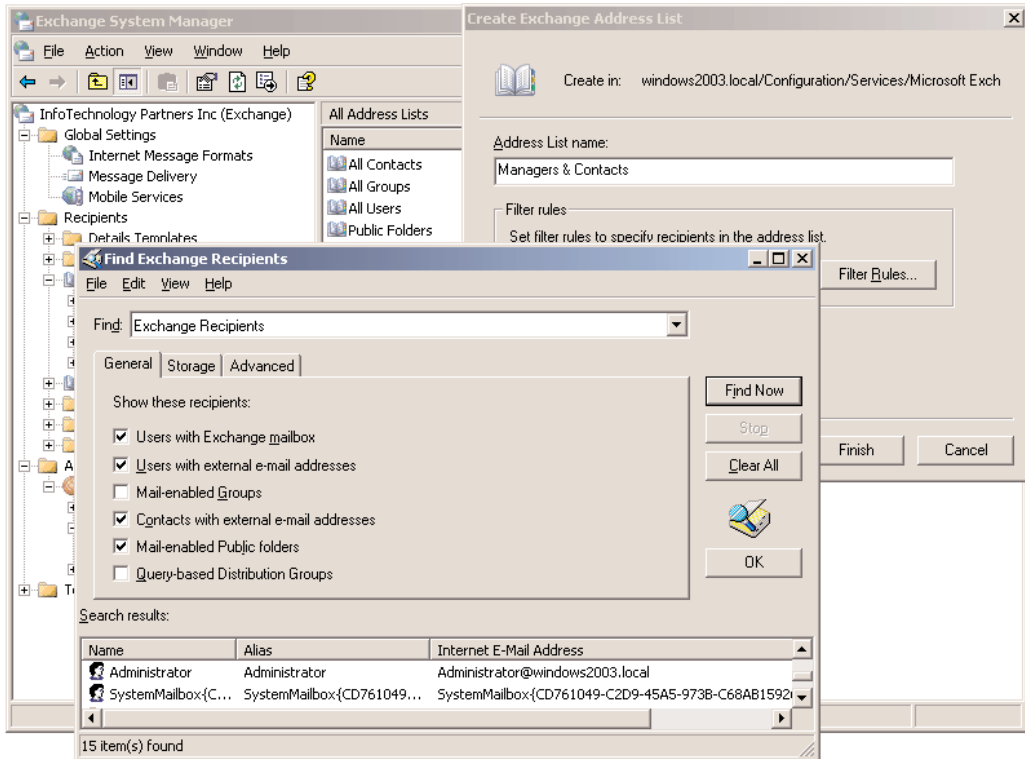 Exchange System Manager
File Action View Window Help
InfoTechnology Partners Inc (Exchange)
Global Settings
Internet Message Formats
Message Delivery
Mobile Services
Recipients
Details Templates
All Address Lists
Name
All Contacts
All Groups
All Users
Public Folders
Create Exchange Address List
Create in: windows2003.local/Configuration/Services/Microsoft Exch
Address List name:
Managers & Contacts
Filter rules
Set filter rules to specify recipients in the address list.
Filter Rules...
Finish Cancel
Find Exchange Recipients
File Edit View Help
Find: Exchange Recipients
General Storage Advanced
Show these recipients:
Users with Exchange mailbox
Users with external e-mail addresses
Mail-enabled Groups
Contacts with external e-mail addresses
Mail-enabled Public folders
Query-based Distribution Groups
Find Now
Stop
Clear All
OK
Search results:
Name Alias Internet E-Mail Address
Administrator Administrator Administrator@windows2003.local
SystemMailbox{C... SystemMailbox{CD761049... SystemMailbox{CD761049-C2D9-45A5-973B-C68AB1592
15 item(s) found